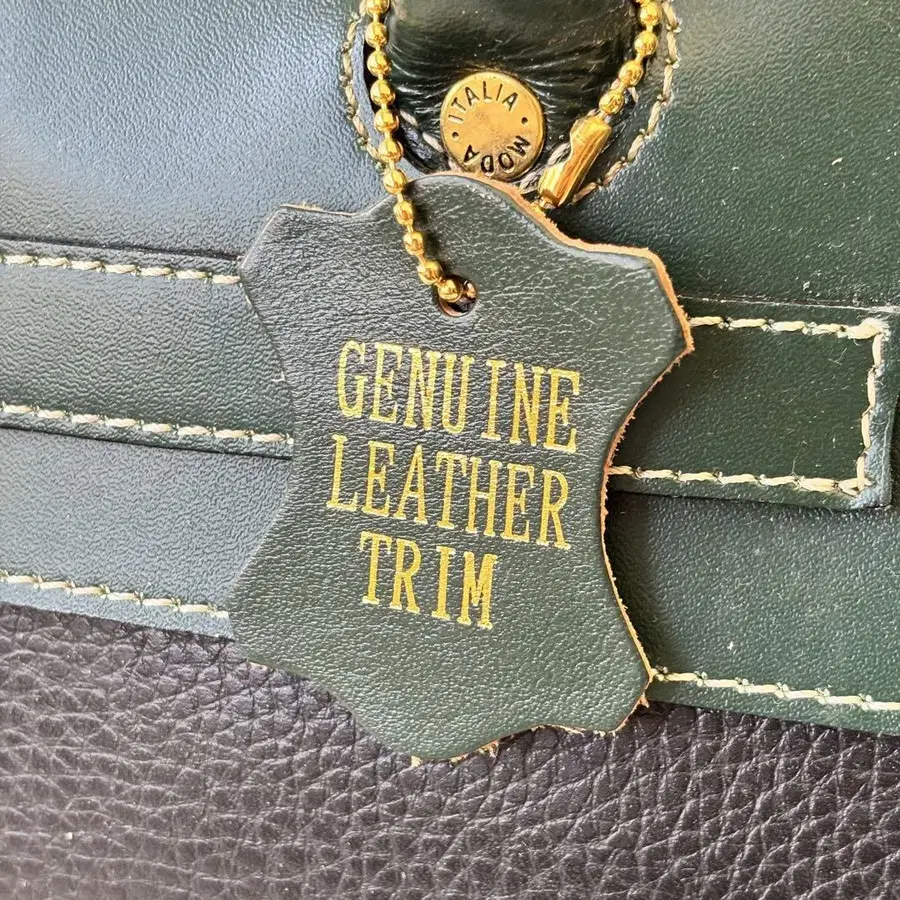 ITALIA · MODA ·
GENUINE
LEATHER
TRIM